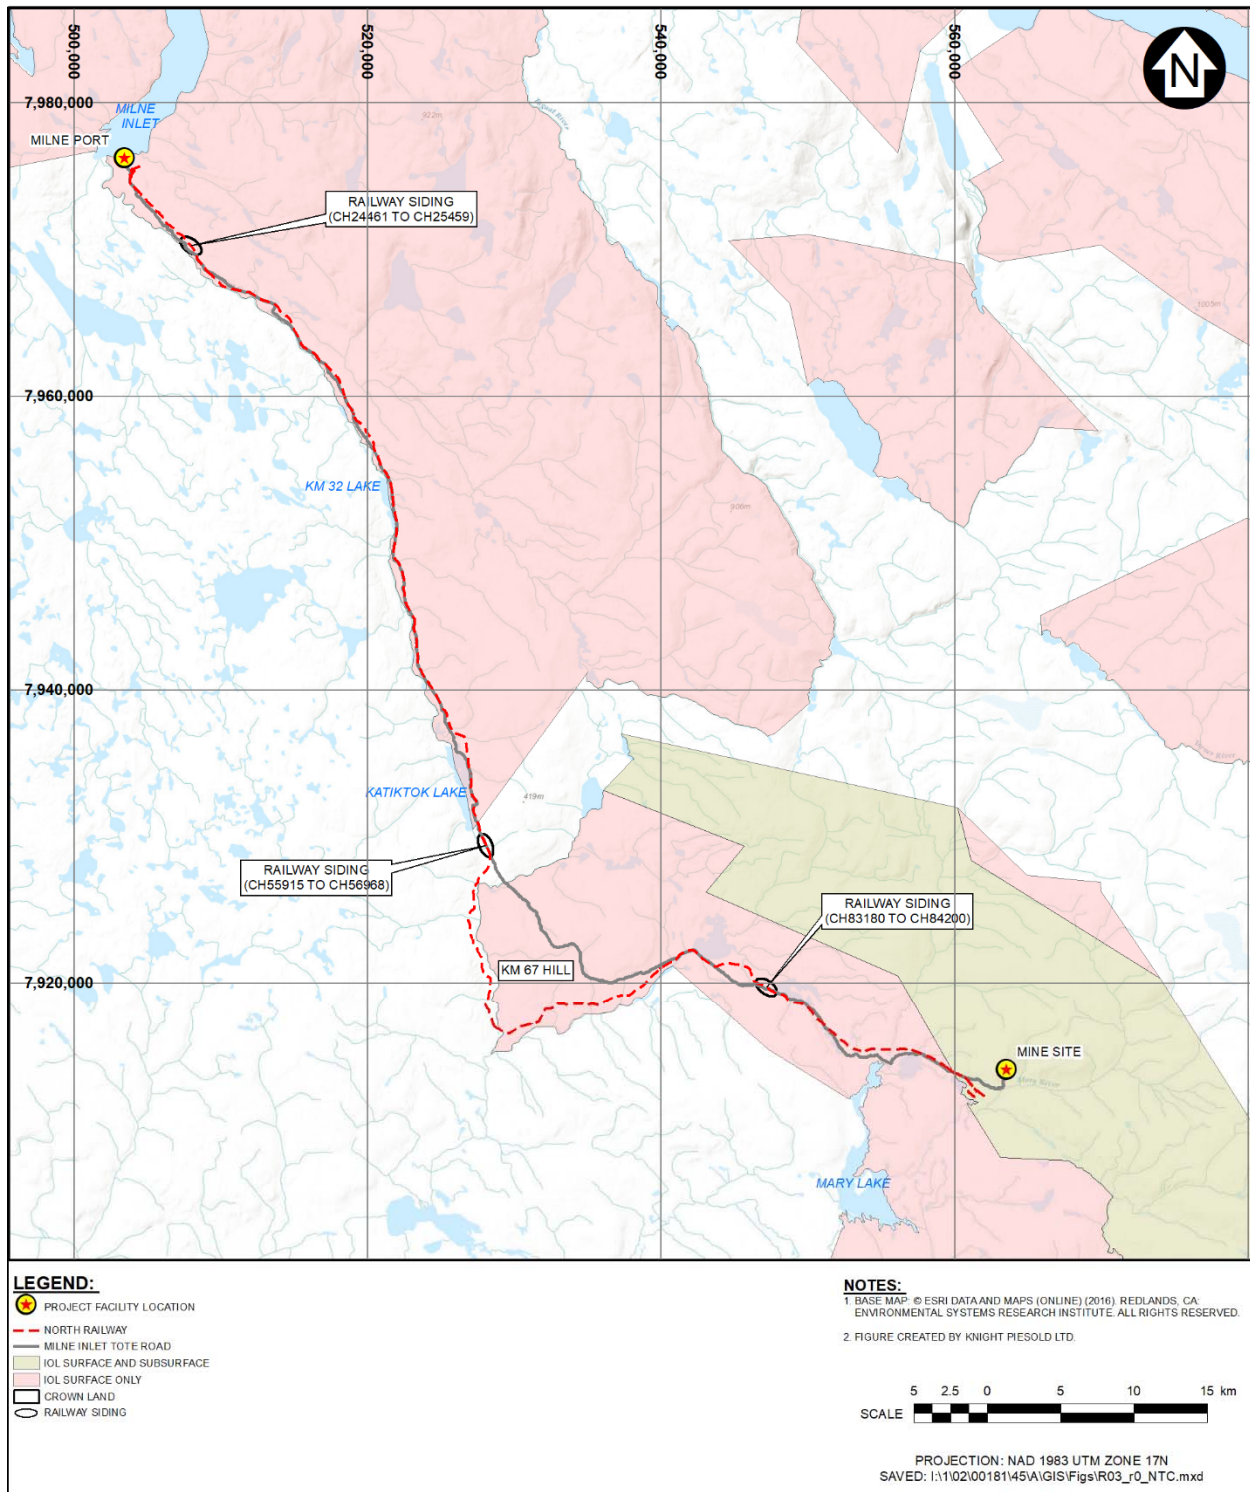 500,000
520,000
540,000
560,000
N
7,980,000
MILNE
INLET
922m
MILNE PORT
RAILWAY SIDING
(CH24461 TO CH25459)
1005m
7,960,000
KM 32 LAKE
906m
7,940,000
KATIKTOK LAKE
419m
RAILWAY SIDING
(CH55915 TO CH56968)
RAILWAY SIDING
(CH83180 TO CH84200)
KM 67 HILL
7,920,000
MINE SITE
Mary River
MARY LAKE
LEGEND:
PROJECT FACILITY LOCATION
NORTH RAILWAY
MILNE INLET TOTE ROAD
IOL SURFACE AND SUBSURFACE
IOL SURFACE ONLY
CROWN LAND
RAILWAY SIDING
NOTES:
1. BASE MAP: © ESRI DATA AND MAPS (ONLINE) (2016). REDLANDS, CA:
ENVIRONMENTAL SYSTEMS RESEARCH INSTITUTE. ALL RIGHTS RESERVED.
2. FIGURE CREATED BY KNIGHT PIESOLD LTD.
5 2.5 0 5 10 15 km
SCALE
PROJECTION: NAD 1983 UTM ZONE 17N
SAVED: I:\1\02\00181\45\A\GIS\Figs\R03_r0_NTC.mxd